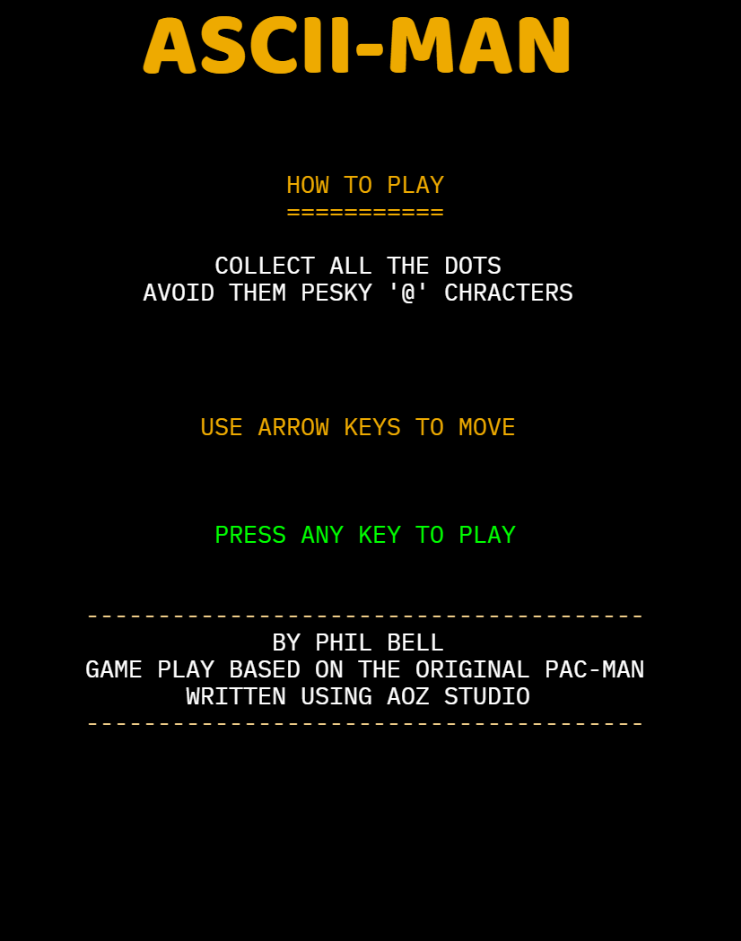 ASCII-MAN
HOW TO PLAY
===========
COLLECT ALL THE DOTS
AVOID THEM PESKY '@' CHRACTERS
USE ARROW KEYS TO MOVE
PRESS ANY KEY TO PLAY
---------------------------------------
BY PHIL BELL
GAME PLAY BASED ON THE ORIGINAL PAC-MAN
WRITTEN USING AOZ STUDIO
---------------------------------------